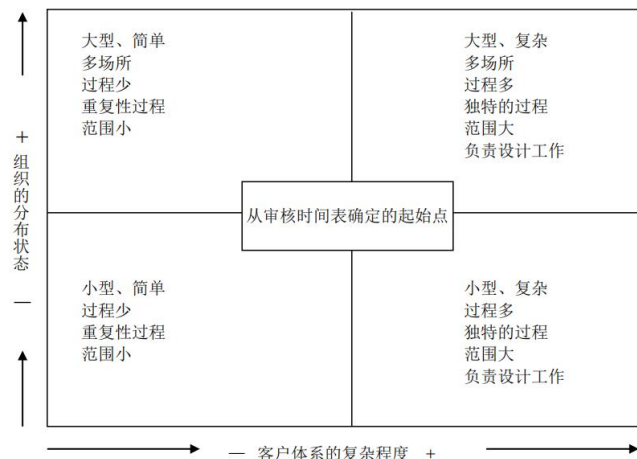 大型、简单
多场所
过程少
重复性过程
范围小
大型、复杂
多场所
过程多
独特的过程
范围大
负责设计工作
+
组织的分布状态
—
从审核时间表确定的起始点
小型、简单
过程少
重复性过程
范围小
小型、复杂
过程多
独特的过程
范围大
负责设计工作
— 客户体系的复杂程度 +